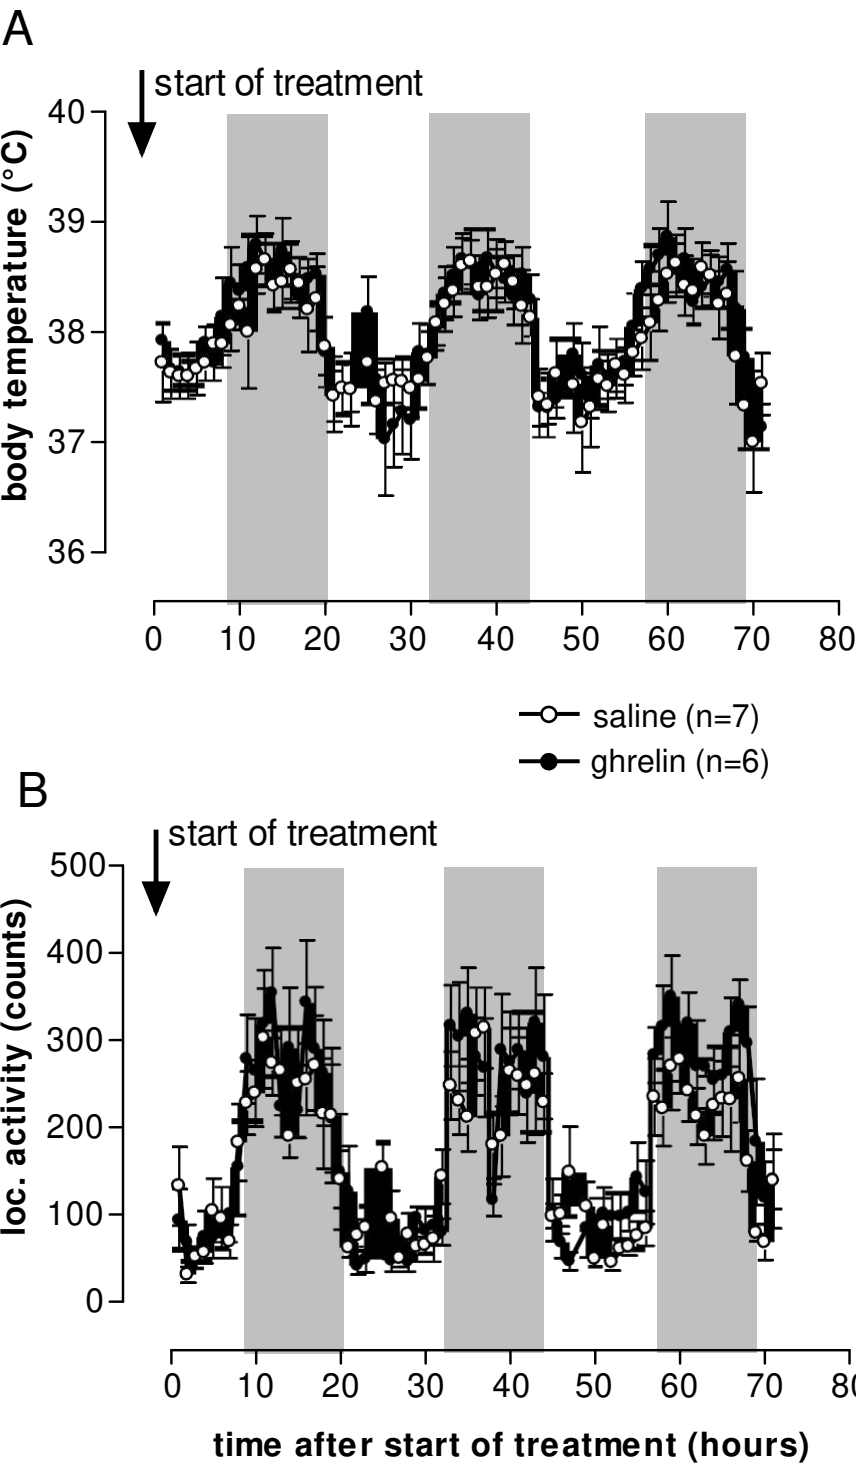 A
start of treatment
body temperature (°C)
40
39
38
37
36
0 10 20 30 40 50 60 70 80
saline (n=7)
ghrelin (n=6)
B
start of treatment
loc. activity (counts)
500
400
300
200
100
0
0 10 20 30 40 50 60 70 80
time after start of treatment (hours)